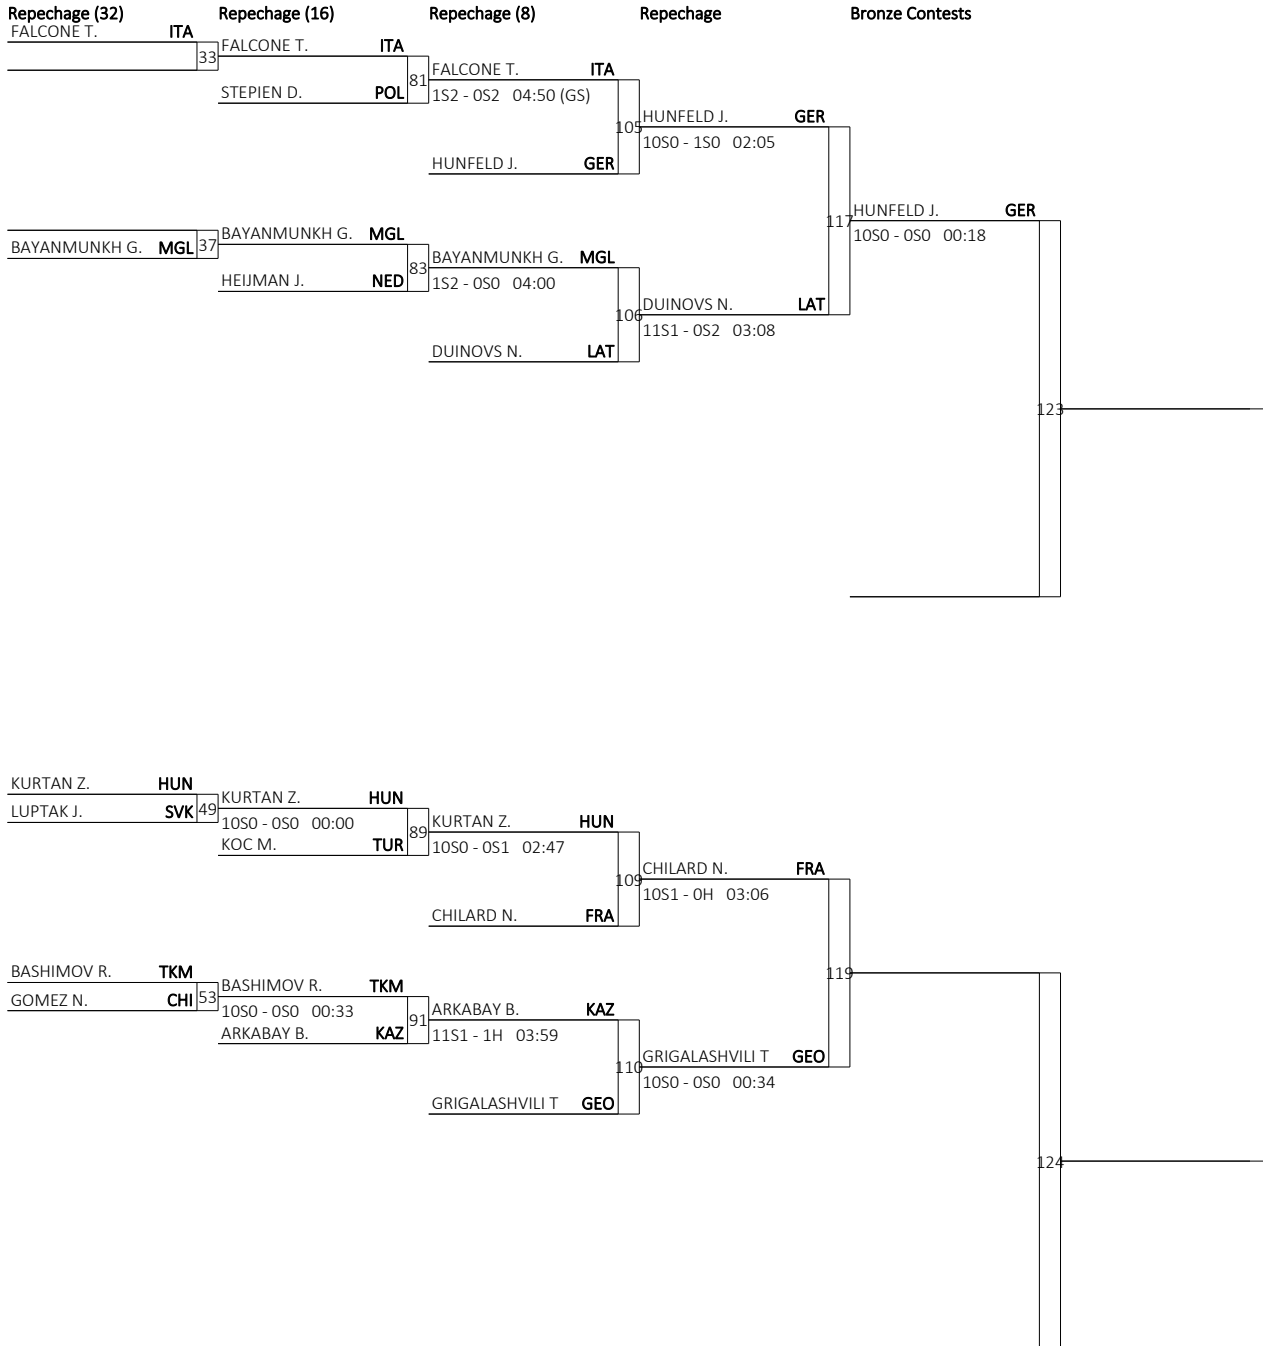 Repechage (32) Repechage (16) Repechage (8) Repechage Bronze Contests
FALCONE T. ITA
33
FALCONE T. ITA
STEPIEN D. POL
81
FALCONE T. ITA
1S2 - 0S2 04:50 (GS)
HUNFELD J. GER
105
HUNFELD J. GER
10S0 - 1S0 02:05
BAYANMUNKH G. MGL
37
BAYANMUNKH G. MGL
HEIJMAN J. NED
83
BAYANMUNKH G. MGL
1S2 - 0S0 04:00
DUINOVS N. LAT
106
DUINOVS N. LAT
11S1 - 0S2 03:08
117
HUNFELD J. GER
10S0 - 0S0 00:18
123
KURTAN Z. HUN
LUPTAK J. SVK
49
KURTAN Z. HUN
10S0 - 0S0 00:00
KOC M. TUR
89
KURTAN Z. HUN
10S0 - 0S1 02:47
CHILARD N. FRA
109
CHILARD N. FRA
10S1 - 0H 03:06
BASHIMOV R. TKM
GOMEZ N. CHI
53
BASHIMOV R. TKM
10S0 - 0S0 00:33
ARKABAY B. KAZ
91
ARKABAY B. KAZ
11S1 - 1H 03:59
GRIGALASHVILI T GEO
110
GRIGALASHVILI T GEO
10S0 - 0S0 00:34
119
124